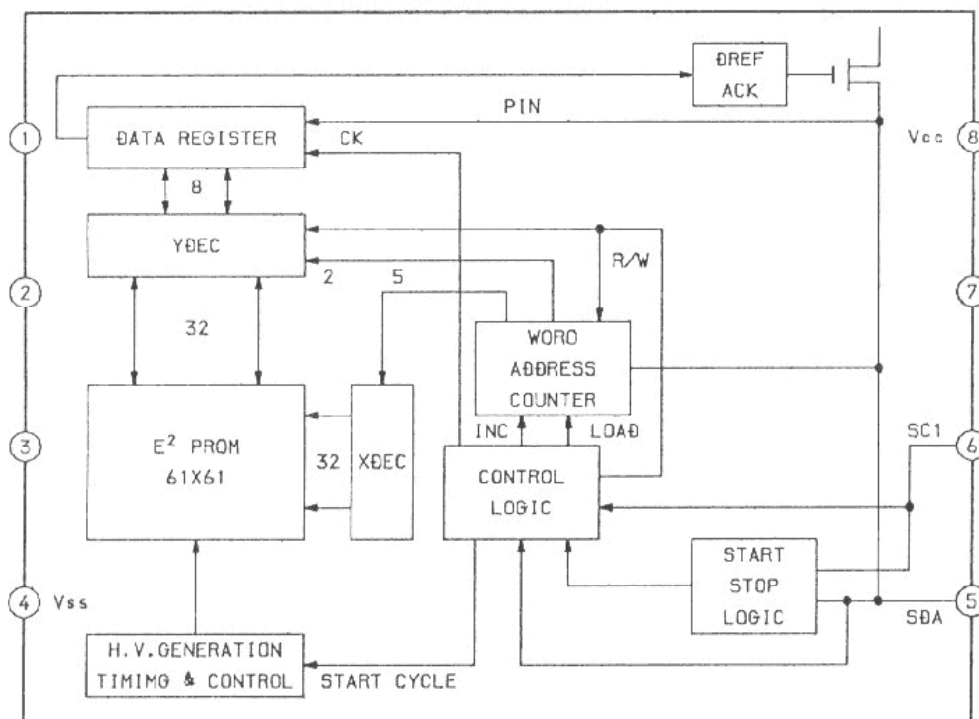 ÐREF
ACK
PIN
1
ÐATA REGISTER
CK
Vcc
8
8
YÐEC
R/W
2
5
2
7
32
WORO
AÐÐRESS
COUNTER
INC
LOAÐ
SC1
3
E² PROM
61X61
32
XÐEC
CONTROL
LOGIC
6
START
STOP
LOGIC
4
Vss
SÐA
5
H.V.GENERATION
TIMIMG & CONTROL
START CYCLE